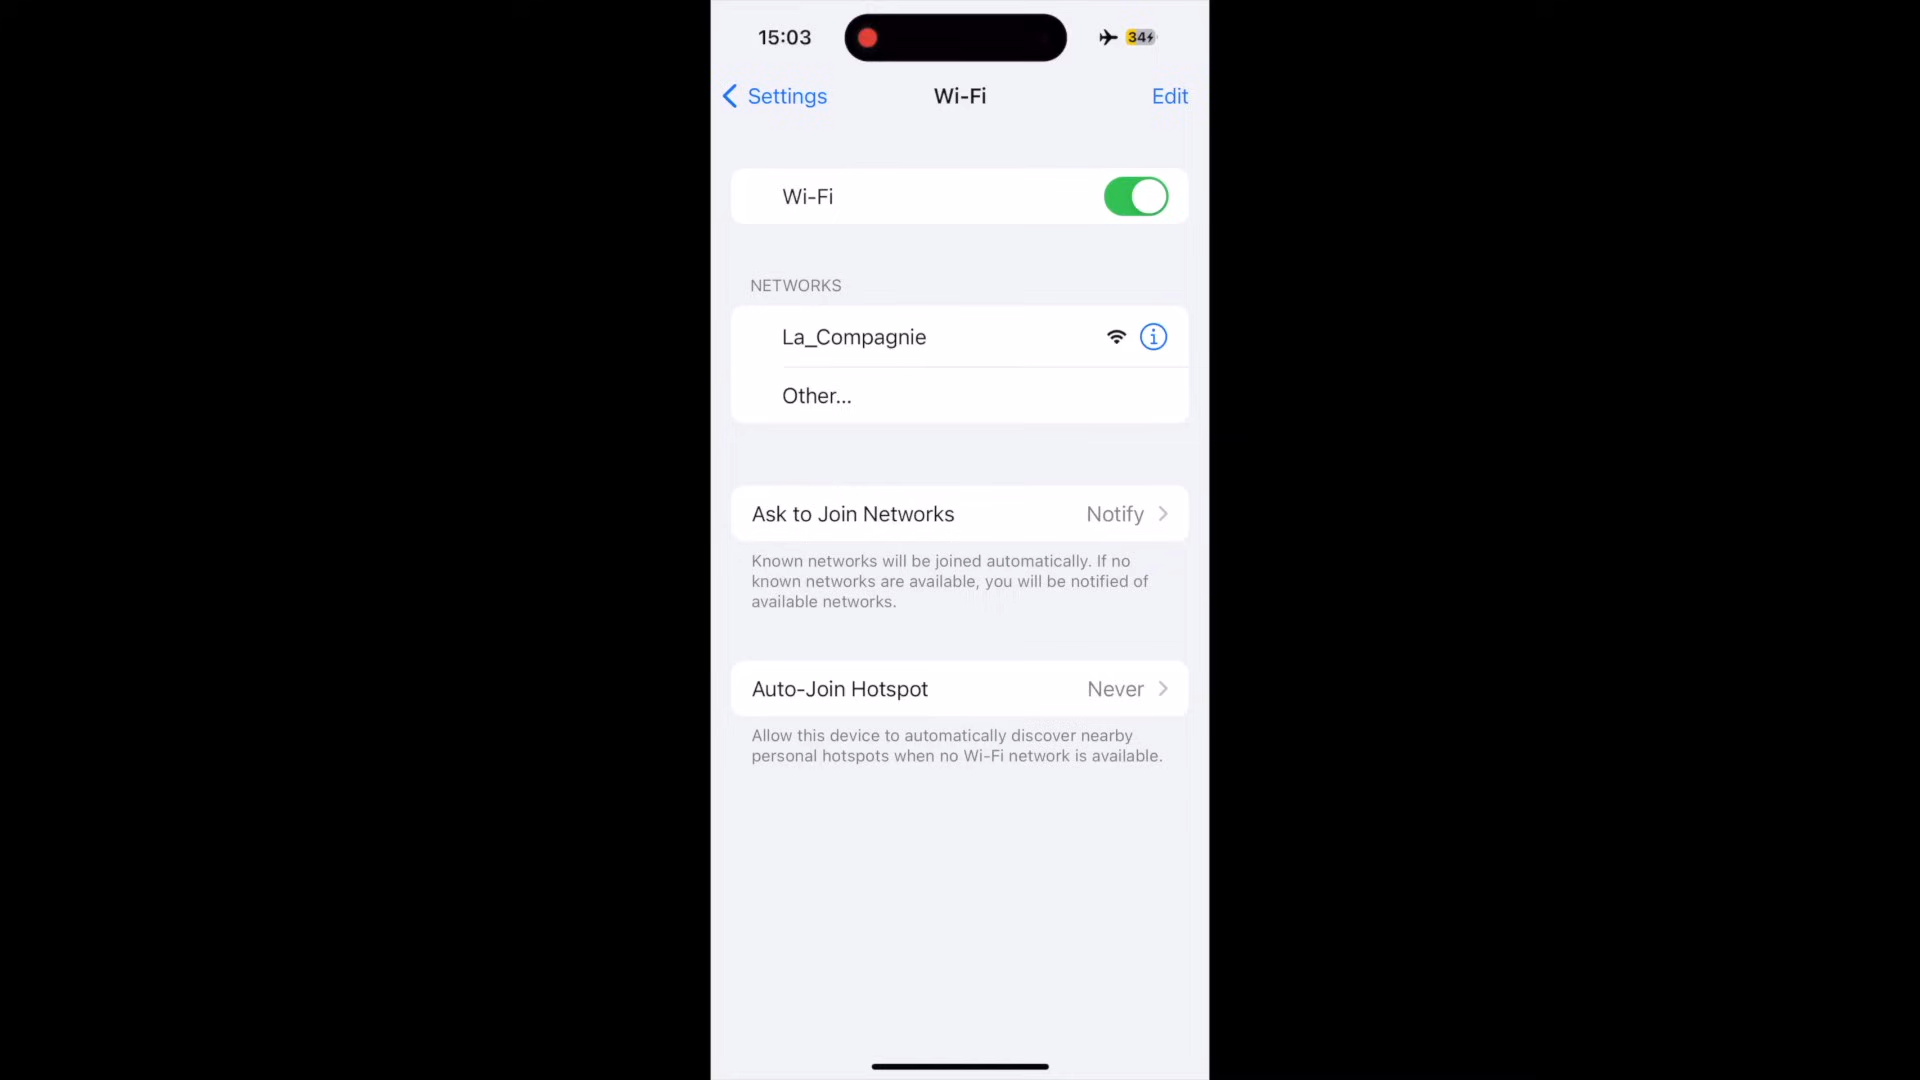 15:03
34
Settings
Wi-Fi
Edit
Wi-Fi
NETWORKS
La_Compagnie
Other...
Ask to Join Networks
Notify
Known networks will be joined automatically. If no
known networks are available, you will be notified of
available networks.
Auto-Join Hotspot
Never
Allow this device to automatically discover nearby
personal hotspots when no Wi-Fi network is available.